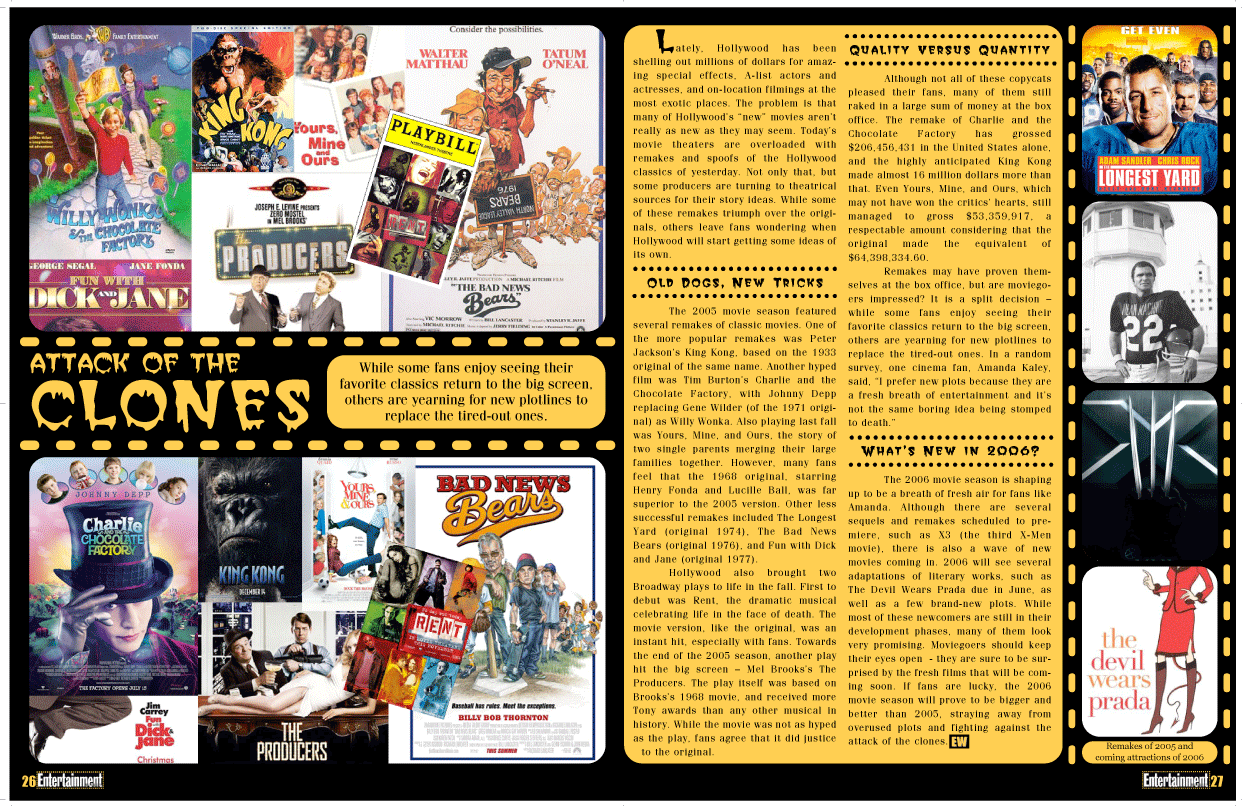 WARNER BROS. WB FAMILY ENTERTAINMENT
WILLY WONKA
& THE CHOCOLATE
FACTORY
TWO-DISC SPECIAL EDITION
KING
KONG
Yours,
Mine
and
Ours
PLAYBILL
RENT
Consider the possibilities.
WALTER
MATTHAU
TATUM
O'NEAL
1976
NORTH VALLEY LEAGUE
"THE BAD NEWS
Bears"
VIC MORROW
BILL LANCASTER
MICHAEL RITCHIE
JERRY FIELDING
JOSEPH E. LEVINE PRESENTS
ZERO MOSTEL
IN MEL BROOKS'
The
PRODUCERS
GEORGE SEGAL JANE FONDA
FUN WITH
DICK AND JANE
ATTACK OF THE
CLONES
While some fans enjoy seeing their
favorite classics return to the big screen,
others are yearning for new plotlines to
replace the tired-out ones.
JOHNNY DEPP
Charlie
AND THE
CHOCOLATE
FACTORY
THE FACTORY OPENS JULY 15
KING KONG
DECEMBER 14
YOURS
MINE
& OURS
RENT
BAD NEWS
Bears
Baseball has rules. Meet the exceptions.
BILLY BOB THORNTON
THIS SUMMER
Jim
Carrey
Fun
with
Dick
& Jane
Christmas
THE
PRODUCERS
26 Entertainment
Lately, Hollywood has been
shelling out millions of dollars for amaz-
ing special effects, A-list actors and
actresses, and on-location filmings at the
most exotic places. The problem is that
many of Hollywood's "new" movies aren't
really as new as they may seem. Today's
movie theaters are overloaded with
remakes and spoofs of the Hollywood
classics of yesterday. Not only that, but
some producers are turning to theatrical
sources for their story ideas. While some
of these remakes triumph over the origi-
nals, others leave fans wondering when
Hollywood will start getting some ideas of
its own.
OLD DOGS, NEW TRICKS
The 2005 movie season featured
several remakes of classic movies. One of
the more popular remakes was Peter
Jackson's King Kong, based on the 1933
original of the same name. Another hyped
film was Tim Burton's Charlie and the
Chocolate Factory, with Johnny Depp
replacing Gene Wilder (of the 1971 origi-
nal) as Willy Wonka. Also playing last fall
was Yours, Mine, and Ours, the story of
two single parents merging their large
families together. However, many fans
feel that the 1968 original, starring
Henry Fonda and Lucille Ball, was far
superior to the 2005 version. Other less
successful remakes included The Longest
Yard (original 1974), The Bad News
Bears (original 1976), and Fun with Dick
and Jane (original 1977).
Hollywood also brought two
Broadway plays to life in the fall. First to
debut was Rent, the dramatic musical
celebrating life in the face of death. The
movie version, like the original, was an
instant hit, especially with fans. Towards
the end of the 2005 season, another play
hit the big screen – Mel Brooks's The
Producers. The play itself was based on
Brooks's 1968 movie, and received more
Tony awards than any other musical in
history. While the movie was not as hyped
as the play, fans agree that it did justice
to the original.
QUALITY VERSUS QUANTITY
Although not all of these copycats
pleased their fans, many of them still
raked in a large sum of money at the box
office. The remake of Charlie and the
Chocolate Factory has grossed
$206,456,431 in the United States alone,
and the highly anticipated King Kong
made almost 16 million dollars more than
that. Even Yours, Mine, and Ours, which
may not have won the critics' hearts, still
managed to gross $53,359,917, a
respectable amount considering that the
original made the equivalent of
$64,398,334.60.
Remakes may have proven them-
selves at the box office, but are moviego-
ers impressed? It is a split decision –
while some fans enjoy seeing their
favorite classics return to the big screen,
others are yearning for new plotlines to
replace the tired-out ones. In a random
survey, one cinema fan, Amanda Kaley,
said, "I prefer new plots because they are
a fresh breath of entertainment and it's
not the same boring idea being stomped
to death."
WHAT'S NEW IN 2006?
The 2006 movie season is shaping
up to be a breath of fresh air for fans like
Amanda. Although there are several
sequels and remakes scheduled to pre-
miere, such as X3 (the third X-Men
movie), there is also a wave of new
movies coming in. 2006 will see several
adaptations of literary works, such as
The Devil Wears Prada due in June, as
well as a few brand-new plots. While
most of these newcomers are still in their
development phases, many of them look
very promising. Moviegoers should keep
their eyes open - they are sure to be sur-
prised by the fresh films that will be com-
ing soon. If fans are lucky, the 2006
movie season will prove to be bigger and
better than 2005, straying away from
overused plots and fighting against the
attack of the clones. EW
GET EVEN
ADAM SANDLER CHRIS ROCK
THE
LONGEST YARD
22
the
devil
wears
prada
Remakes of 2005 and
coming attractions of 2006
Entertainment 27